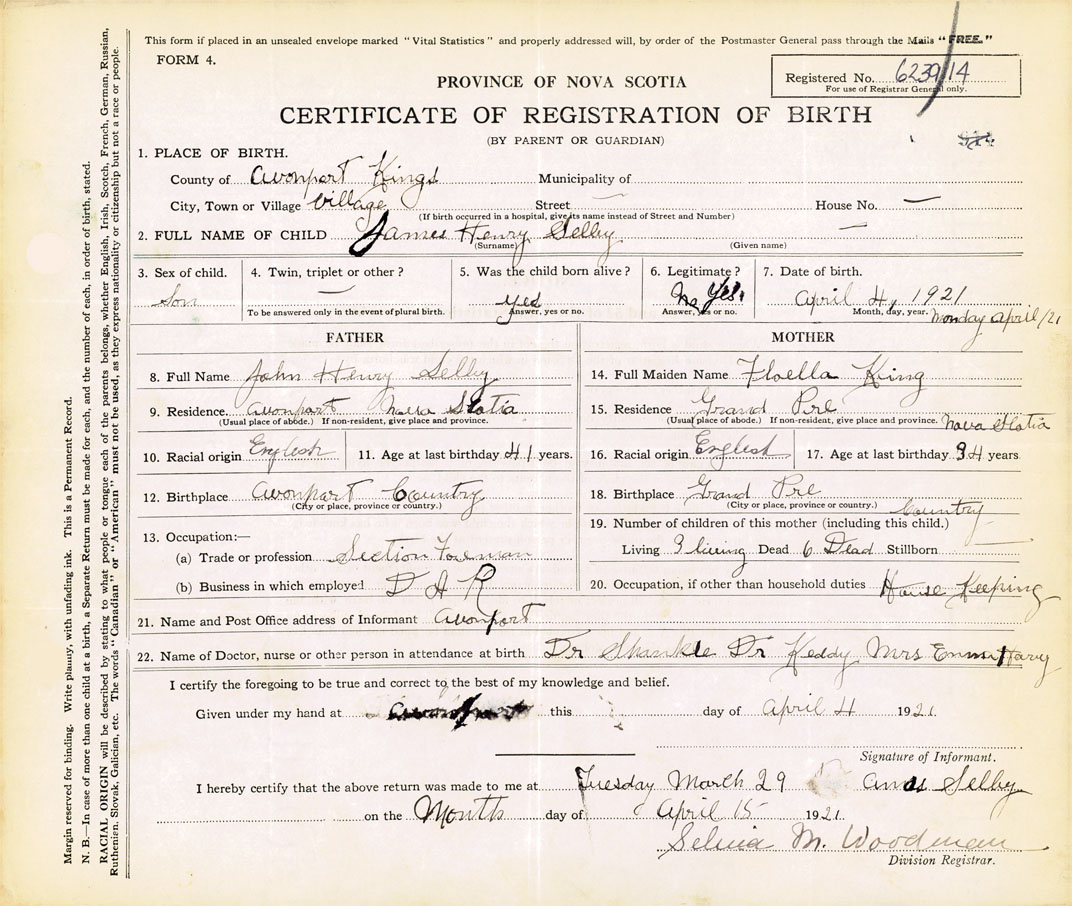 This form if placed in an unsealed envelope marked "Vital Statistics" and properly addressed will, by order of the Postmaster General pass through the Mails "FREE."
FORM 4.
PROVINCE OF NOVA SCOTIA
Registered No. 6239/14
For use of Registrar General only.
CERTIFICATE OF REGISTRATION OF BIRTH
(BY PARENT OR GUARDIAN)
1. PLACE OF BIRTH.
County of Avonport Kings Municipality of
City, Town or Village Village Street — House No. —
(If birth occurred in a hospital, give its name instead of Street and Number)
2. FULL NAME OF CHILD James Henry Selby —
(Surname) (Given name)
3. Sex of child. 4. Twin, triplet or other? 5. Was the child born alive? 6. Legitimate? 7. Date of birth.
Son — yes No Yes. April 4, 1921
To be answered only in the event of plural birth. Answer, yes or no. Answer, yes or no. Month, day, year. Monday April/21
FATHER MOTHER
8. Full Name John Henry Selby
9. Residence Avonport Nova Scotia
(Usual place of abode.) If non-resident, give place and province.
10. Racial origin English 11. Age at last birthday 41 years.
12. Birthplace Avonport Country
(City or place, province or country.)
13. Occupation:—
(a) Trade or profession Section Foreman
(b) Business in which employed D A R
14. Full Maiden Name Floella King
15. Residence Grand Pre
(Usual place of abode.) If non-resident, give place and province. Nova Scotia
16. Racial origin English 17. Age at last birthday 34 years
18. Birthplace Grand Pre
(City or place, province or country.) Country
19. Number of children of this mother (including this child.)
Living 9 living Dead 6 Dead Stillborn —
20. Occupation, if other than household duties House Keeping
21. Name and Post Office address of Informant Avonport
22. Name of Doctor, nurse or other person in attendance at birth Dr Shankle Dr Keddy Mrs
I certify the foregoing to be true and correct to the best of my knowledge and belief.
Given under my hand at this day of April 4 1921.
Signature of Informant.
I hereby certify that the above return was made to me at Tuesday March 29 Selby
on the Month day of April 15 1921.
Selina M. Woodman
Division Registrar.
Margin reserved for binding. Write plainly, with unfading ink. This is a Permanent Record.
N. B.—In case of more than one child at a birth, a Separate Return must be made for each, and the number of each, in order of birth, stated.
RACIAL ORIGIN will be described by stating to what people or tongue each of the parents belongs, whether English, Irish, Scotch, French, German, Russian,
Ruthenian, Slovak, Galician, etc. The words "Canadian" or "American" must not be used, as they express nationality or citizenship but not a race or people.